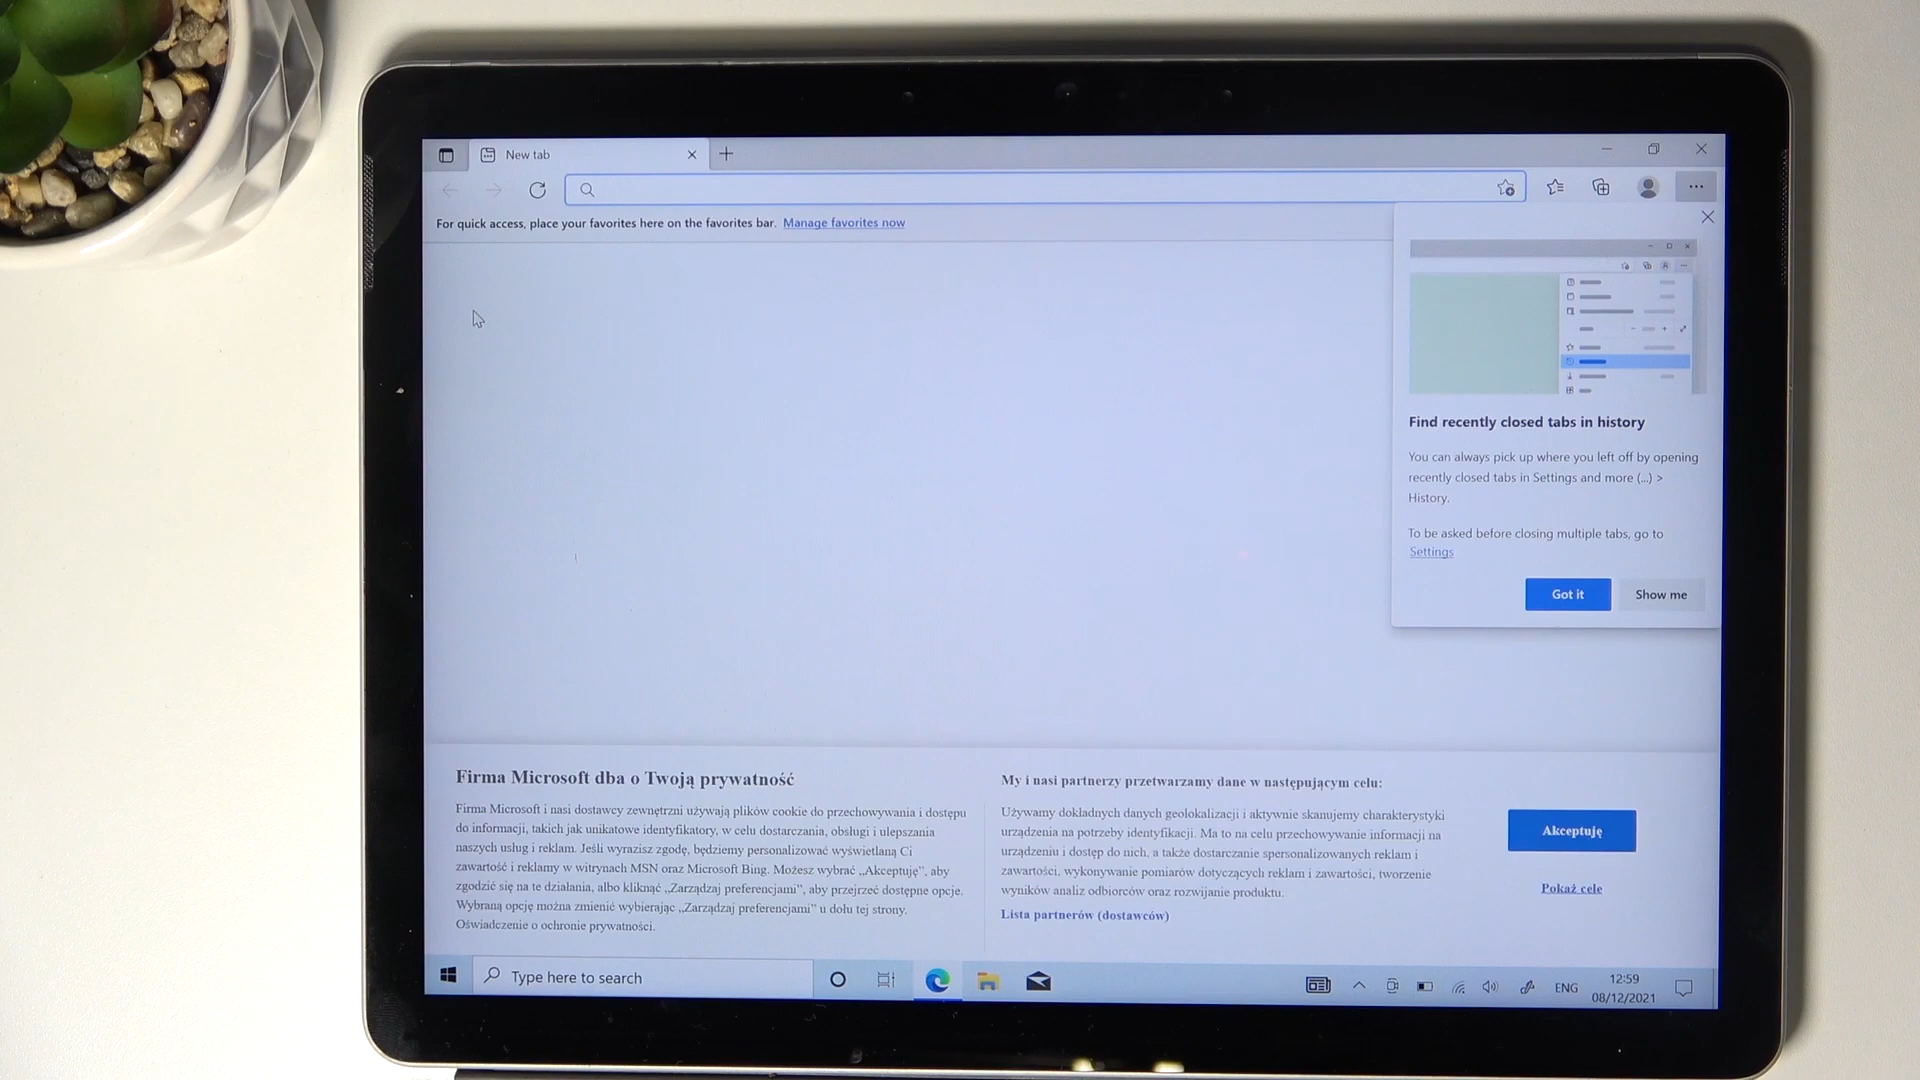 New tab
For quick access, place your favorites here on the favorites bar. Manage favorites now
Find recently closed tabs in history
You can always pick up where you left off by opening
recently closed tabs in Settings and more (...) >
History.
To be asked before closing multiple tabs, go to
Settings
Got it
Show me
Firma Microsoft dba o Twoją prywatność
Firma Microsoft i nasi dostawcy zewnętrzni używają plików cookie do przechowywania i dostępu
do informacji, takich jak unikatowe identyfikatory, w celu dostarczania, obsługi i ulepszania
naszych usług i reklam. Jeśli wyrazisz zgodę, będziemy personalizować wyświetlaną Ci
zawartość i reklamy w witrynach MSN oraz Microsoft Bing. Możesz wybrać „Akceptuję”, aby
zgodzić się na te działania, albo kliknąć „Zarządzaj preferencjami”, aby przejrzeć dostępne opcje.
Wybraną opcję można zmienić wybierając „Zarządzaj preferencjami” u dołu tej strony.
Oświadczenie o ochronie prywatności.
My i nasi partnerzy przetwarzamy dane w następującym celu:
Używamy dokładnych danych geolokalizacji i aktywnie skanujemy charakterystyki
urządzenia na potrzeby identyfikacji. Ma to na celu przechowywanie informacji na
urządzeniu i dostęp do nich, a także dostarczanie spersonalizowanych reklam i
zawartości, wykonywanie pomiarów dotyczących reklam i zawartości, tworzenie
wyników analiz odbiorców oraz rozwijanie produktu.
Lista partnerów (dostawców)
Akceptuję
Pokaż cele
Type here to search
ENG
12:59
08/12/2021